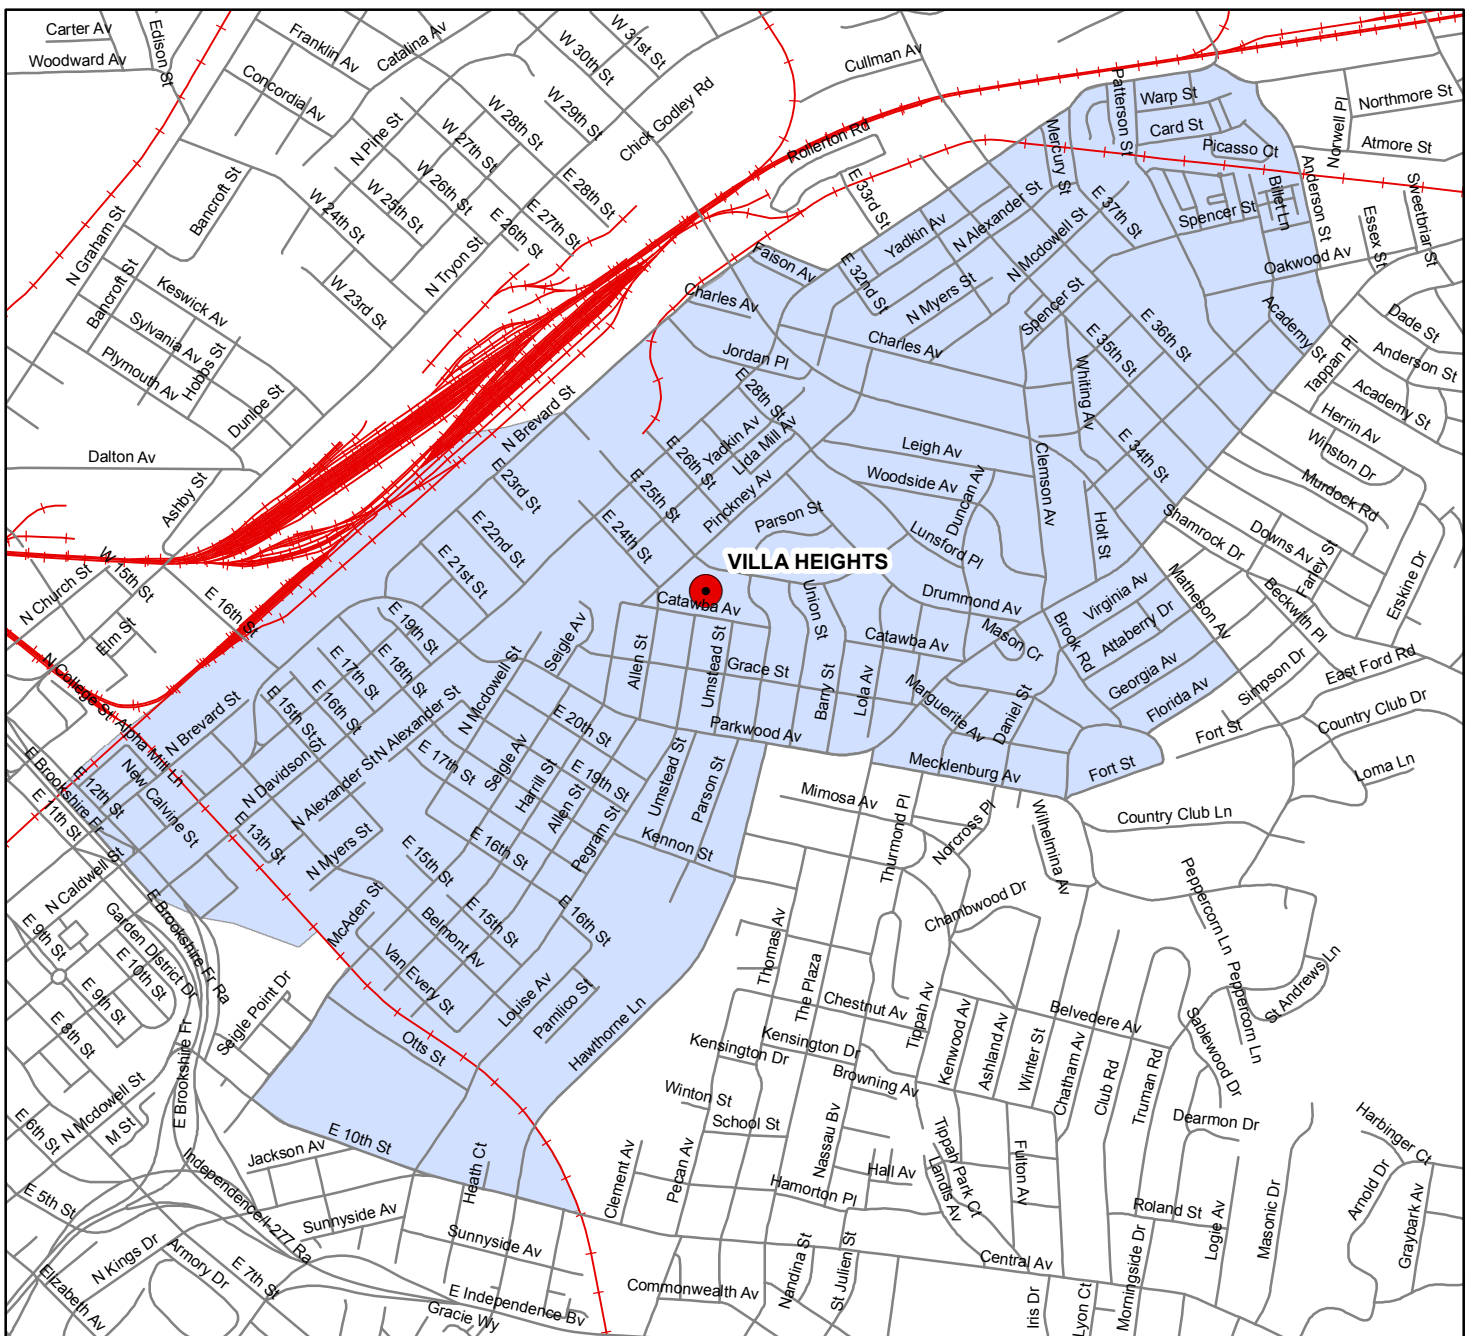 Carter Av
Woodward Av
Edison St
Franklin Av
Catalina Av
Concordia Av
W 31st St
W 30th St
W 29th St
W 28th St
W 27th St
W 26th St
W 25th St
W 24th St
W 23rd St
N Pine St
Chick Godley Rd
Cullman Av
Rollerton Rd
Bancroft St
N Graham St
Bancroft St
Keswick Av
Sylvania Av
Hobbs St
Plymouth Av
Dunloe St
Dalton Av
Ashby St
N Tryon St
E 28th St
E 27th St
E 26th St
E 33rd St
Patterson St
Warp St
Card St
Picasso Ct
Mercury St
Norwell Pl
Northmore St
Atmore St
Anderson St
Billet Ln
Spencer St
Sweetbriar St
Essex St
Oakwood Av
E 37th St
N Alexander St
Yadkin Av
N Mcdowell St
Faison Av
E 32nd St
N Myers St
Charles Av
Spencer St
Academy St
Dade St
Anderson St
Tappan Pl
Academy St
E 36th St
E 35th St
Charles Av
Jordan Pl
Whiting Av
Herrin Av
Winston Dr
Murdock Rd
N Brevard St
E 28th St
Yadkin Av
Lida Mill Av
E 26th St
Pinckney Av
E 25th St
E 24th St
E 23rd St
E 22nd St
E 21st St
Leigh Av
Woodside Av
Duncan Av
Clemson Av
E 34th St
Holt St
Parson St
Lunsford Pl
Shamrock Dr
Downs Av
Farley St
Erskine Dr
Beckwith Pl
Matheson Av
VILLA HEIGHTS
Catawba Av
Union St
Drummond Av
Virginia Av
Attaberry Dr
Mason Cr
Brook Rd
Georgia Av
Florida Av
Catawba Av
Simpson Dr
East Ford Rd
Country Club Dr
Fort St
Loma Ln
N Church St
W 15th St
Elm St
E 16th St
N College St
Alpha Mill Ln
N Brevard St
E 19th St
E 18th St
E 17th St
E 16th St
E 15th St
N Davidson St
N Alexander St
N Alexander St
N Mcdowell St
Seigle Av
Allen St
Umstead St
Grace St
Barry St
Lola Av
Marguerite Av
Daniel St
Parkwood Av
Mecklenburg Av
Fort St
E 20th St
Seigle Av
E 17th St
Harrill St
E 19th St
Allen St
Pegram St
Umstead St
Parson St
Kennon St
E Brookshire Fr
E 12th St
E 11th St
New Calvine St
E 13th St
N Myers St
E 15th St
E 16th St
Mimosa Av
Thurmond Pl
Norcross Pl
Wilhelmina Av
Country Club Ln
N Caldwell St
E 9th St
Garden District Dr
E 10th St
E 9th St
E Brookshire Fr Ra
McAden St
Belmont Av
E 15th St
E 16th St
Van Every St
Louise Av
Pamlico St
Hawthorne Ln
Otts St
Seigle Point Dr
E 8th St
E Brookshire Fr
N Mcdowell St
M St
E 6th St
E 5th St
Chambwood Dr
Thomas Av
The Plaza
Chestnut Av
Tippah Av
Kenwood Av
Ashland Av
Winter St
Belvedere Av
Chatham Av
Club Rd
Truman Rd
Peppercorn Ln
Peppercorn Ln
St Andrews Ln
Sablewood Dr
Dearmon Dr
Kensington Dr
Kensington Dr
Browning Av
Winton St
School St
Nassau Bv
Hall Av
Tippah Park Ct
Landis Av
Fulton Av
Hamorton Pl
Clement Av
Pecan Av
Roland St
Logie Av
Masonic Dr
Harbinger Ct
Arnold Dr
Graybark Av
E 10th St
Jackson Av
Heath Ct
Independence/I-277 Ra
Sunnyside Av
Sunnyside Av
N Kings Dr
Armory Dr
E 7th St
Elizabeth Av
E Independence Bv
Gracie Wy
Commonwealth Av
Nandina St
St Julien St
Central Av
Iris Dr
Lyon Ct
Morningside Dr